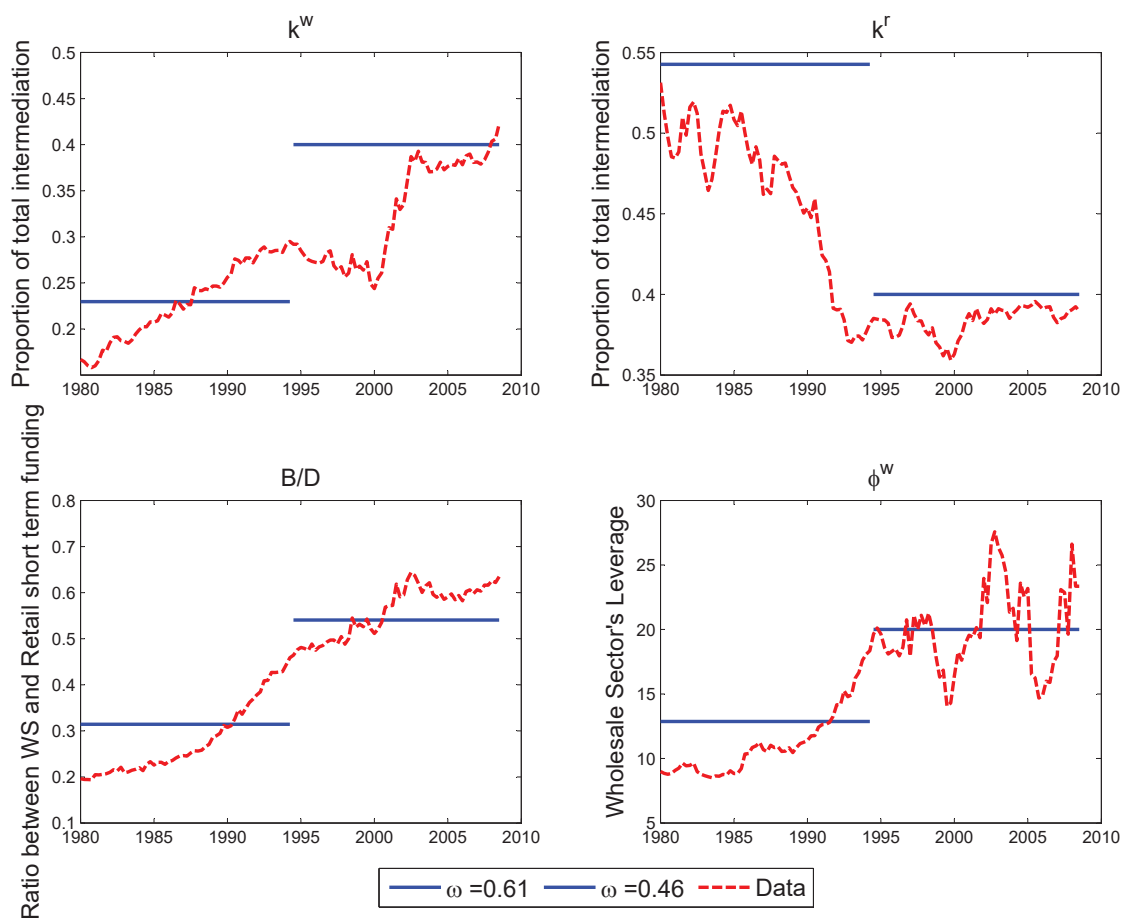 k^w
Proportion of total intermediation
0.5
0.45
0.4
0.35
0.3
0.25
0.2
1980 1985 1990 1995 2000 2005 2010
k^r
Proportion of total intermediation
0.55
0.5
0.45
0.4
0.35
1980 1985 1990 1995 2000 2005 2010
B/D
Ratio between WS and Retail short term funding
0.8
0.7
0.6
0.5
0.4
0.3
0.2
0.1
1980 1985 1990 1995 2000 2005 2010
ϕ^w
Wholesale Sector's Leverage
30
25
20
15
10
5
1980 1985 1990 1995 2000 2005 2010
ω =0.61 ω =0.46 Data